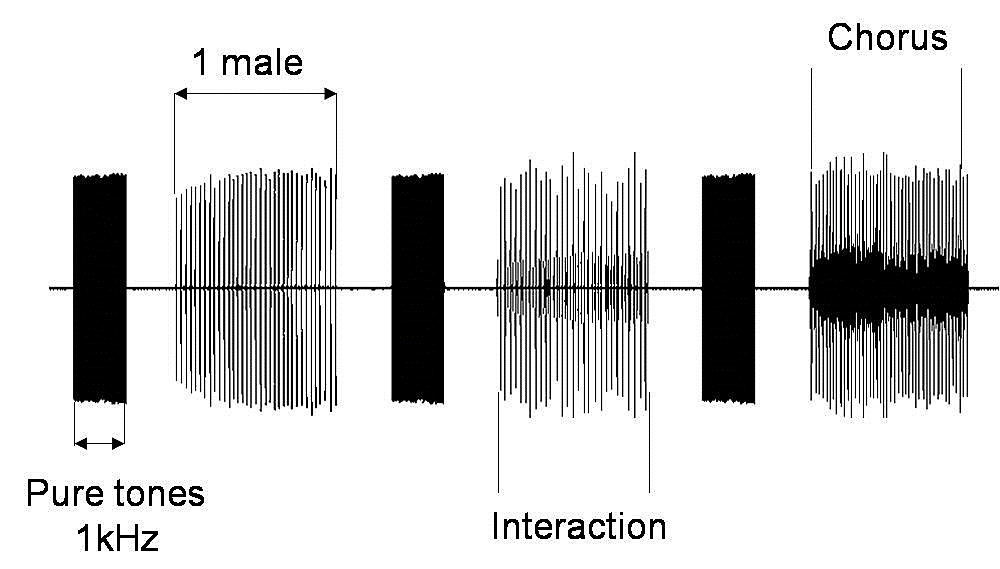 Chorus
1 male
Pure tones
1kHz
Interaction